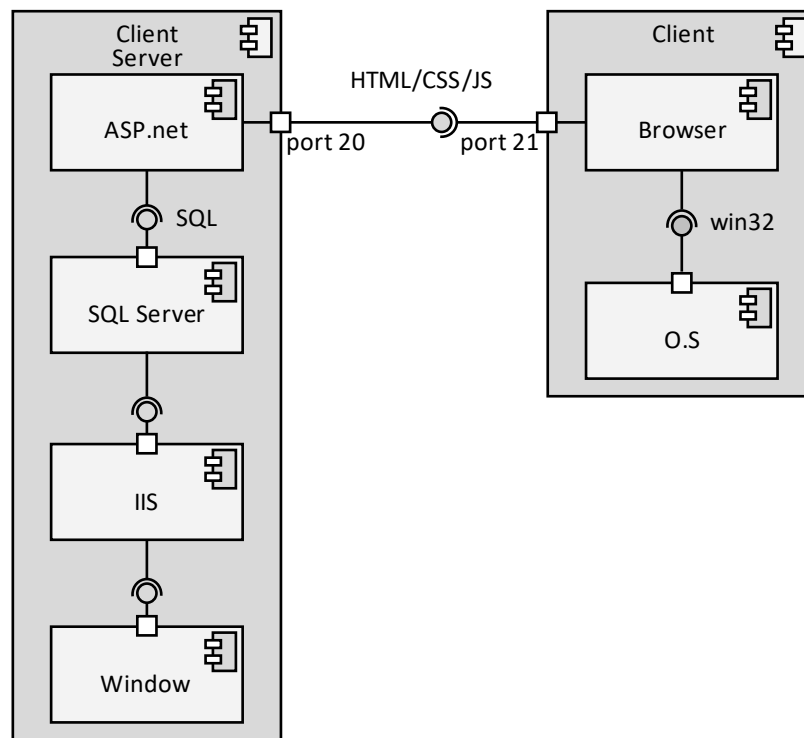 Client
Server
ASP.net
SQL
SQL Server
IIS
Window
HTML/CSS/JS
port 20
port 21
Client
Browser
win32
O.S